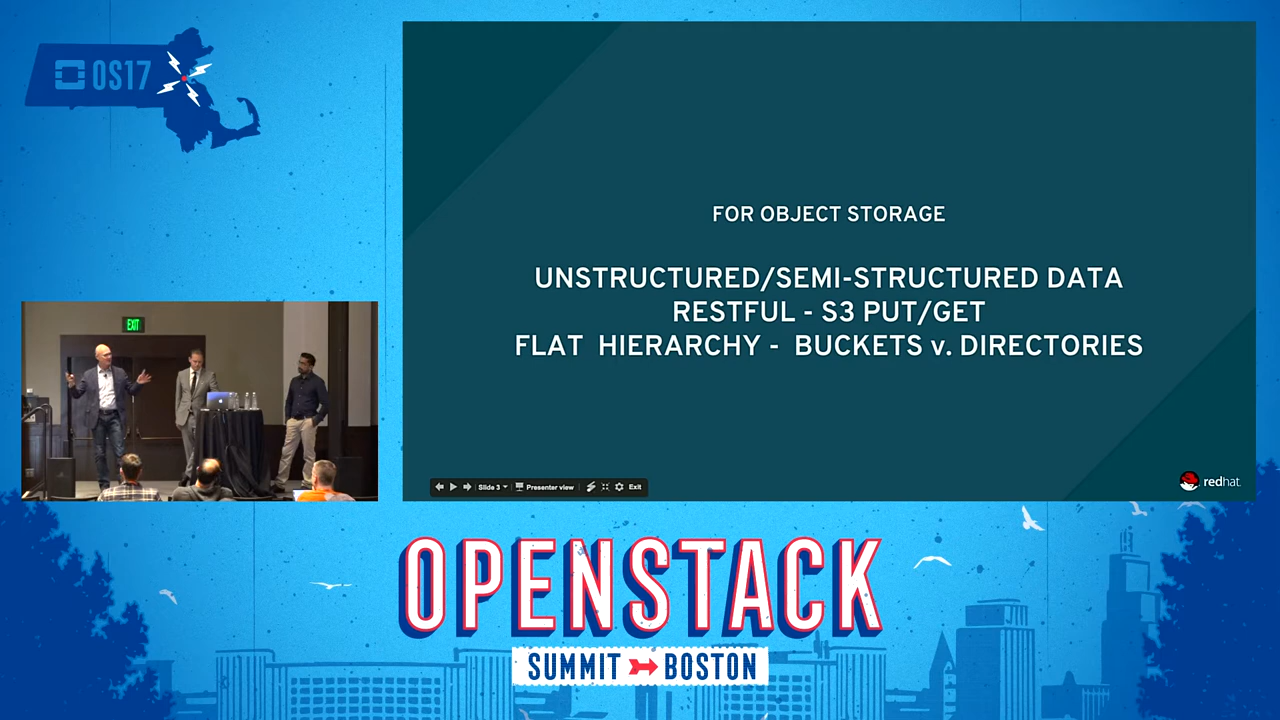 OS17
FOR OBJECT STORAGE
UNSTRUCTURED/SEMI-STRUCTURED DATA
RESTFUL - S3 PUT/GET
FLAT HIERARCHY - BUCKETS v. DIRECTORIES
EXIT
Slide 3
Presenter view
Exit
redhat.
OPENSTACK
SUMMIT BOSTON